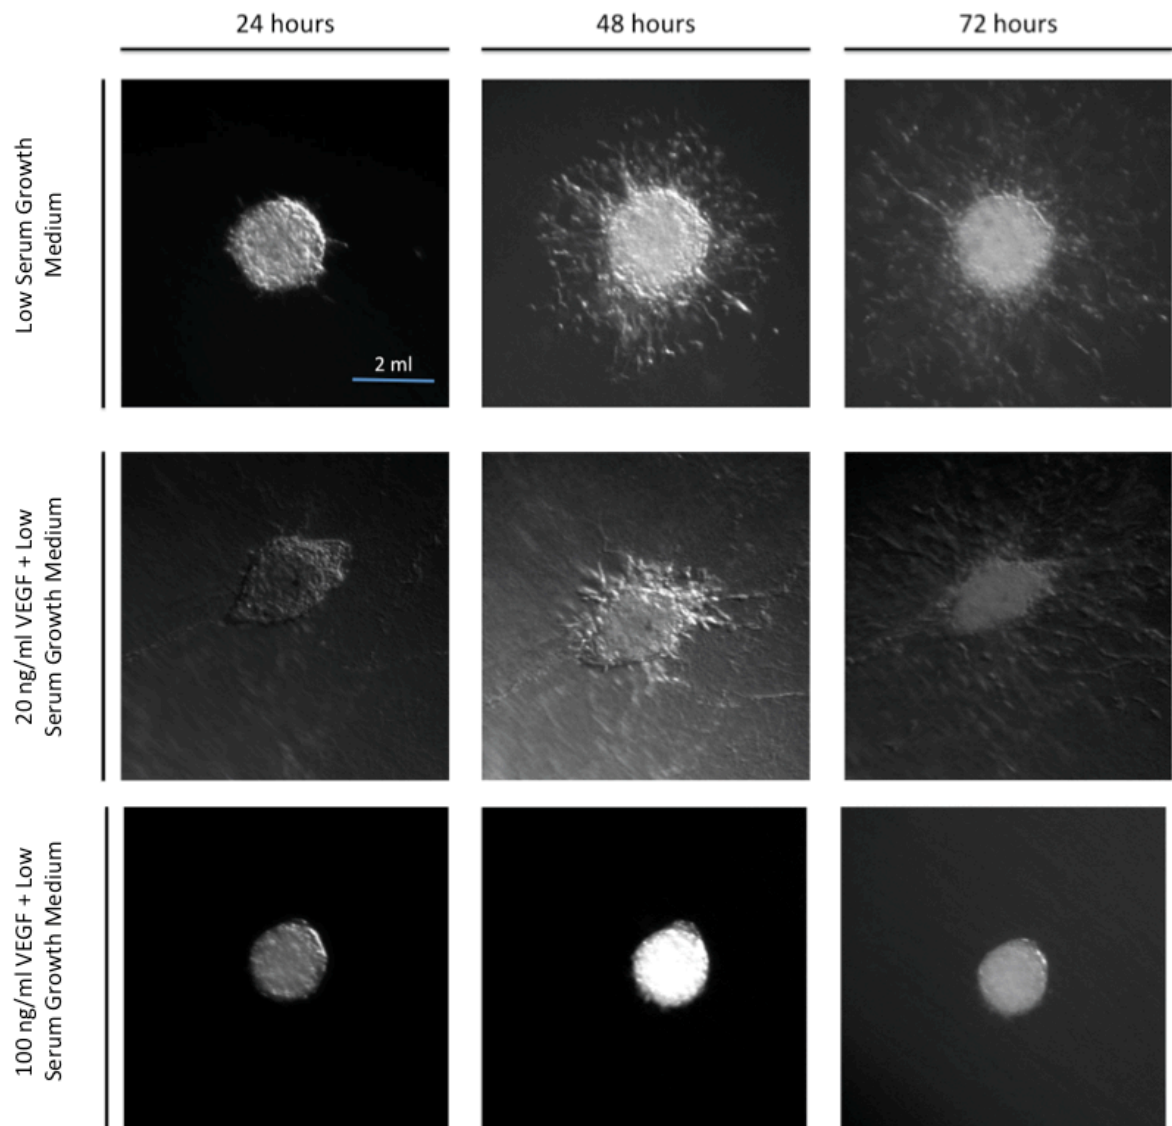 24 hours
48 hours
72 hours
Low Serum Growth
Medium
2 ml
20 ng/ml VEGF + Low
Serum Growth Medium
100 ng/ml VEGF + Low
Serum Growth Medium